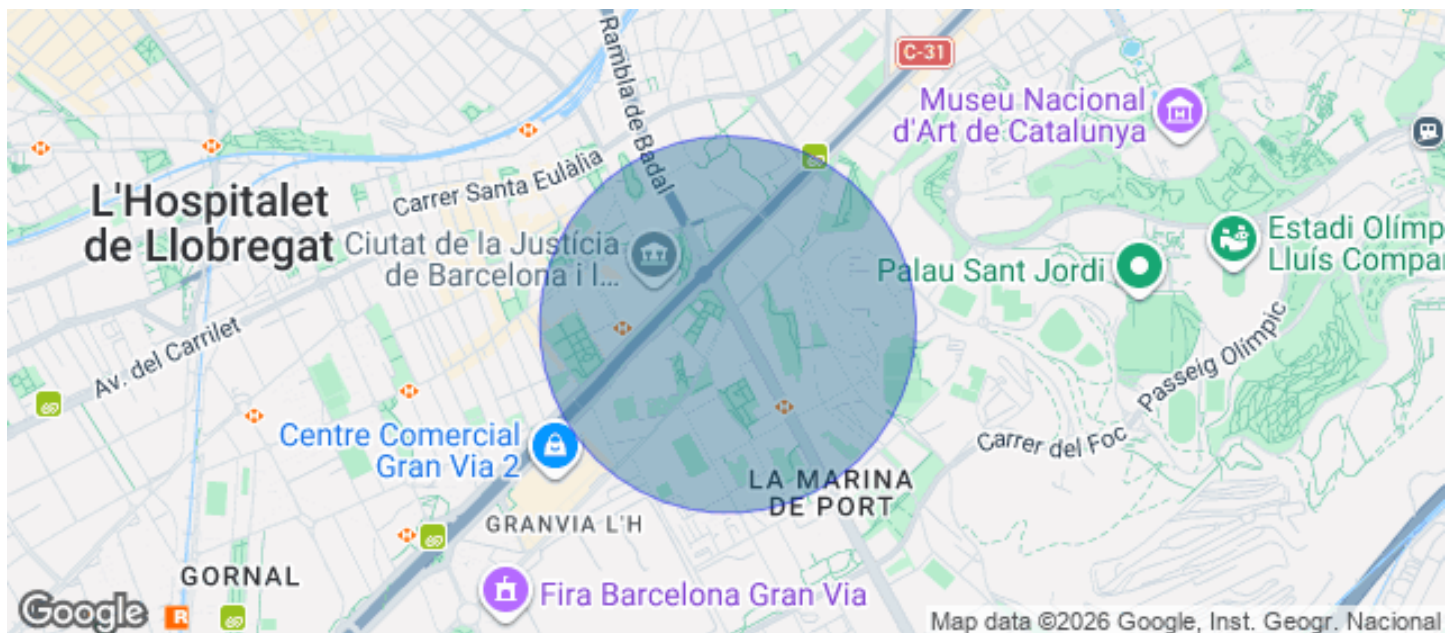 Rambla de Badal
C-31
Museu Nacional
d'Art de Catalunya
Carrer Santa Eulàlia
L'Hospitalet
de Llobregat
Ciutat de la Justícia
de Barcelona i l...
Estadi Olímp
Lluís Compar
Palau Sant Jordi
Av. del Carrilet
Passeig Olímpic
Centre Comercial
Gran Via 2
Carrer del Foc
LA MARINA
DE PORT
GRANVIA L'H
GORNAL
Fira Barcelona Gran Via
Google
R
Map data ©2026 Google, Inst. Geogr. Nacional